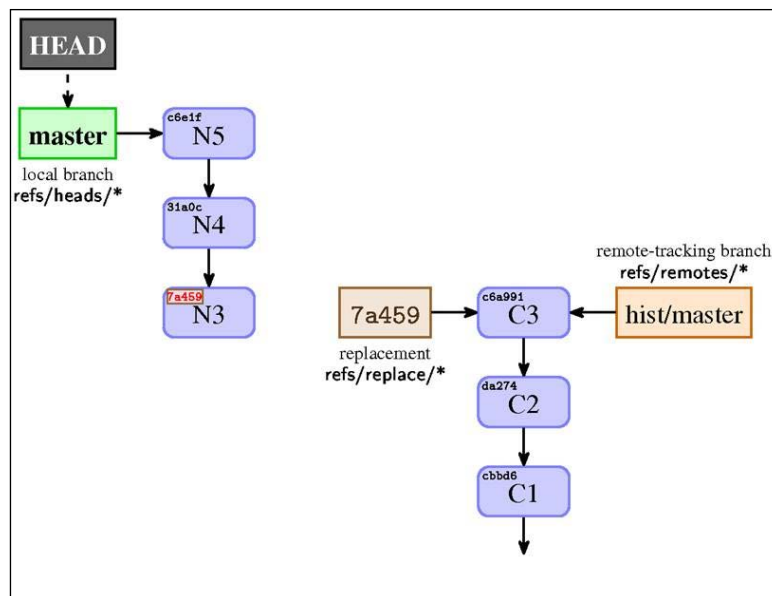 HEAD
master
local branch
refs/heads/*
c6e1f
N5
31a0c
N4
7a459
N3
7a459
replacement
refs/replace/*
c6a991
C3
remote-tracking branch
refs/remotes/*
hist/master
da274
C2
cbbd6
C1